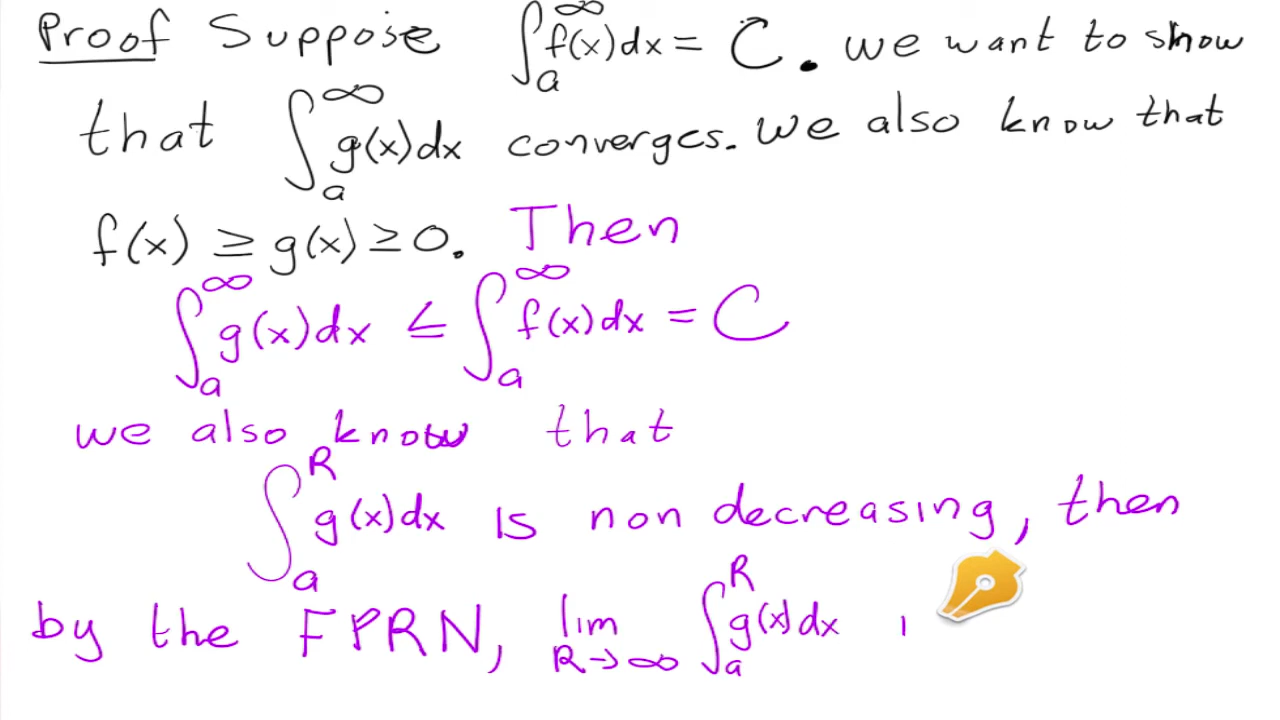 Proof Suppose ∫_a^∞ f(x)dx = C. we want to show
that ∫_a^∞ g(x)dx converges. we also know that
f(x) ≥ g(x) ≥ 0. Then
∫_a^∞ g(x)dx ≤ ∫_a^∞ f(x)dx = C
we also know that
∫_a^R g(x)dx is non decreasing, then
by the FPRN, lim_{R→∞} ∫_a^R g(x)dx